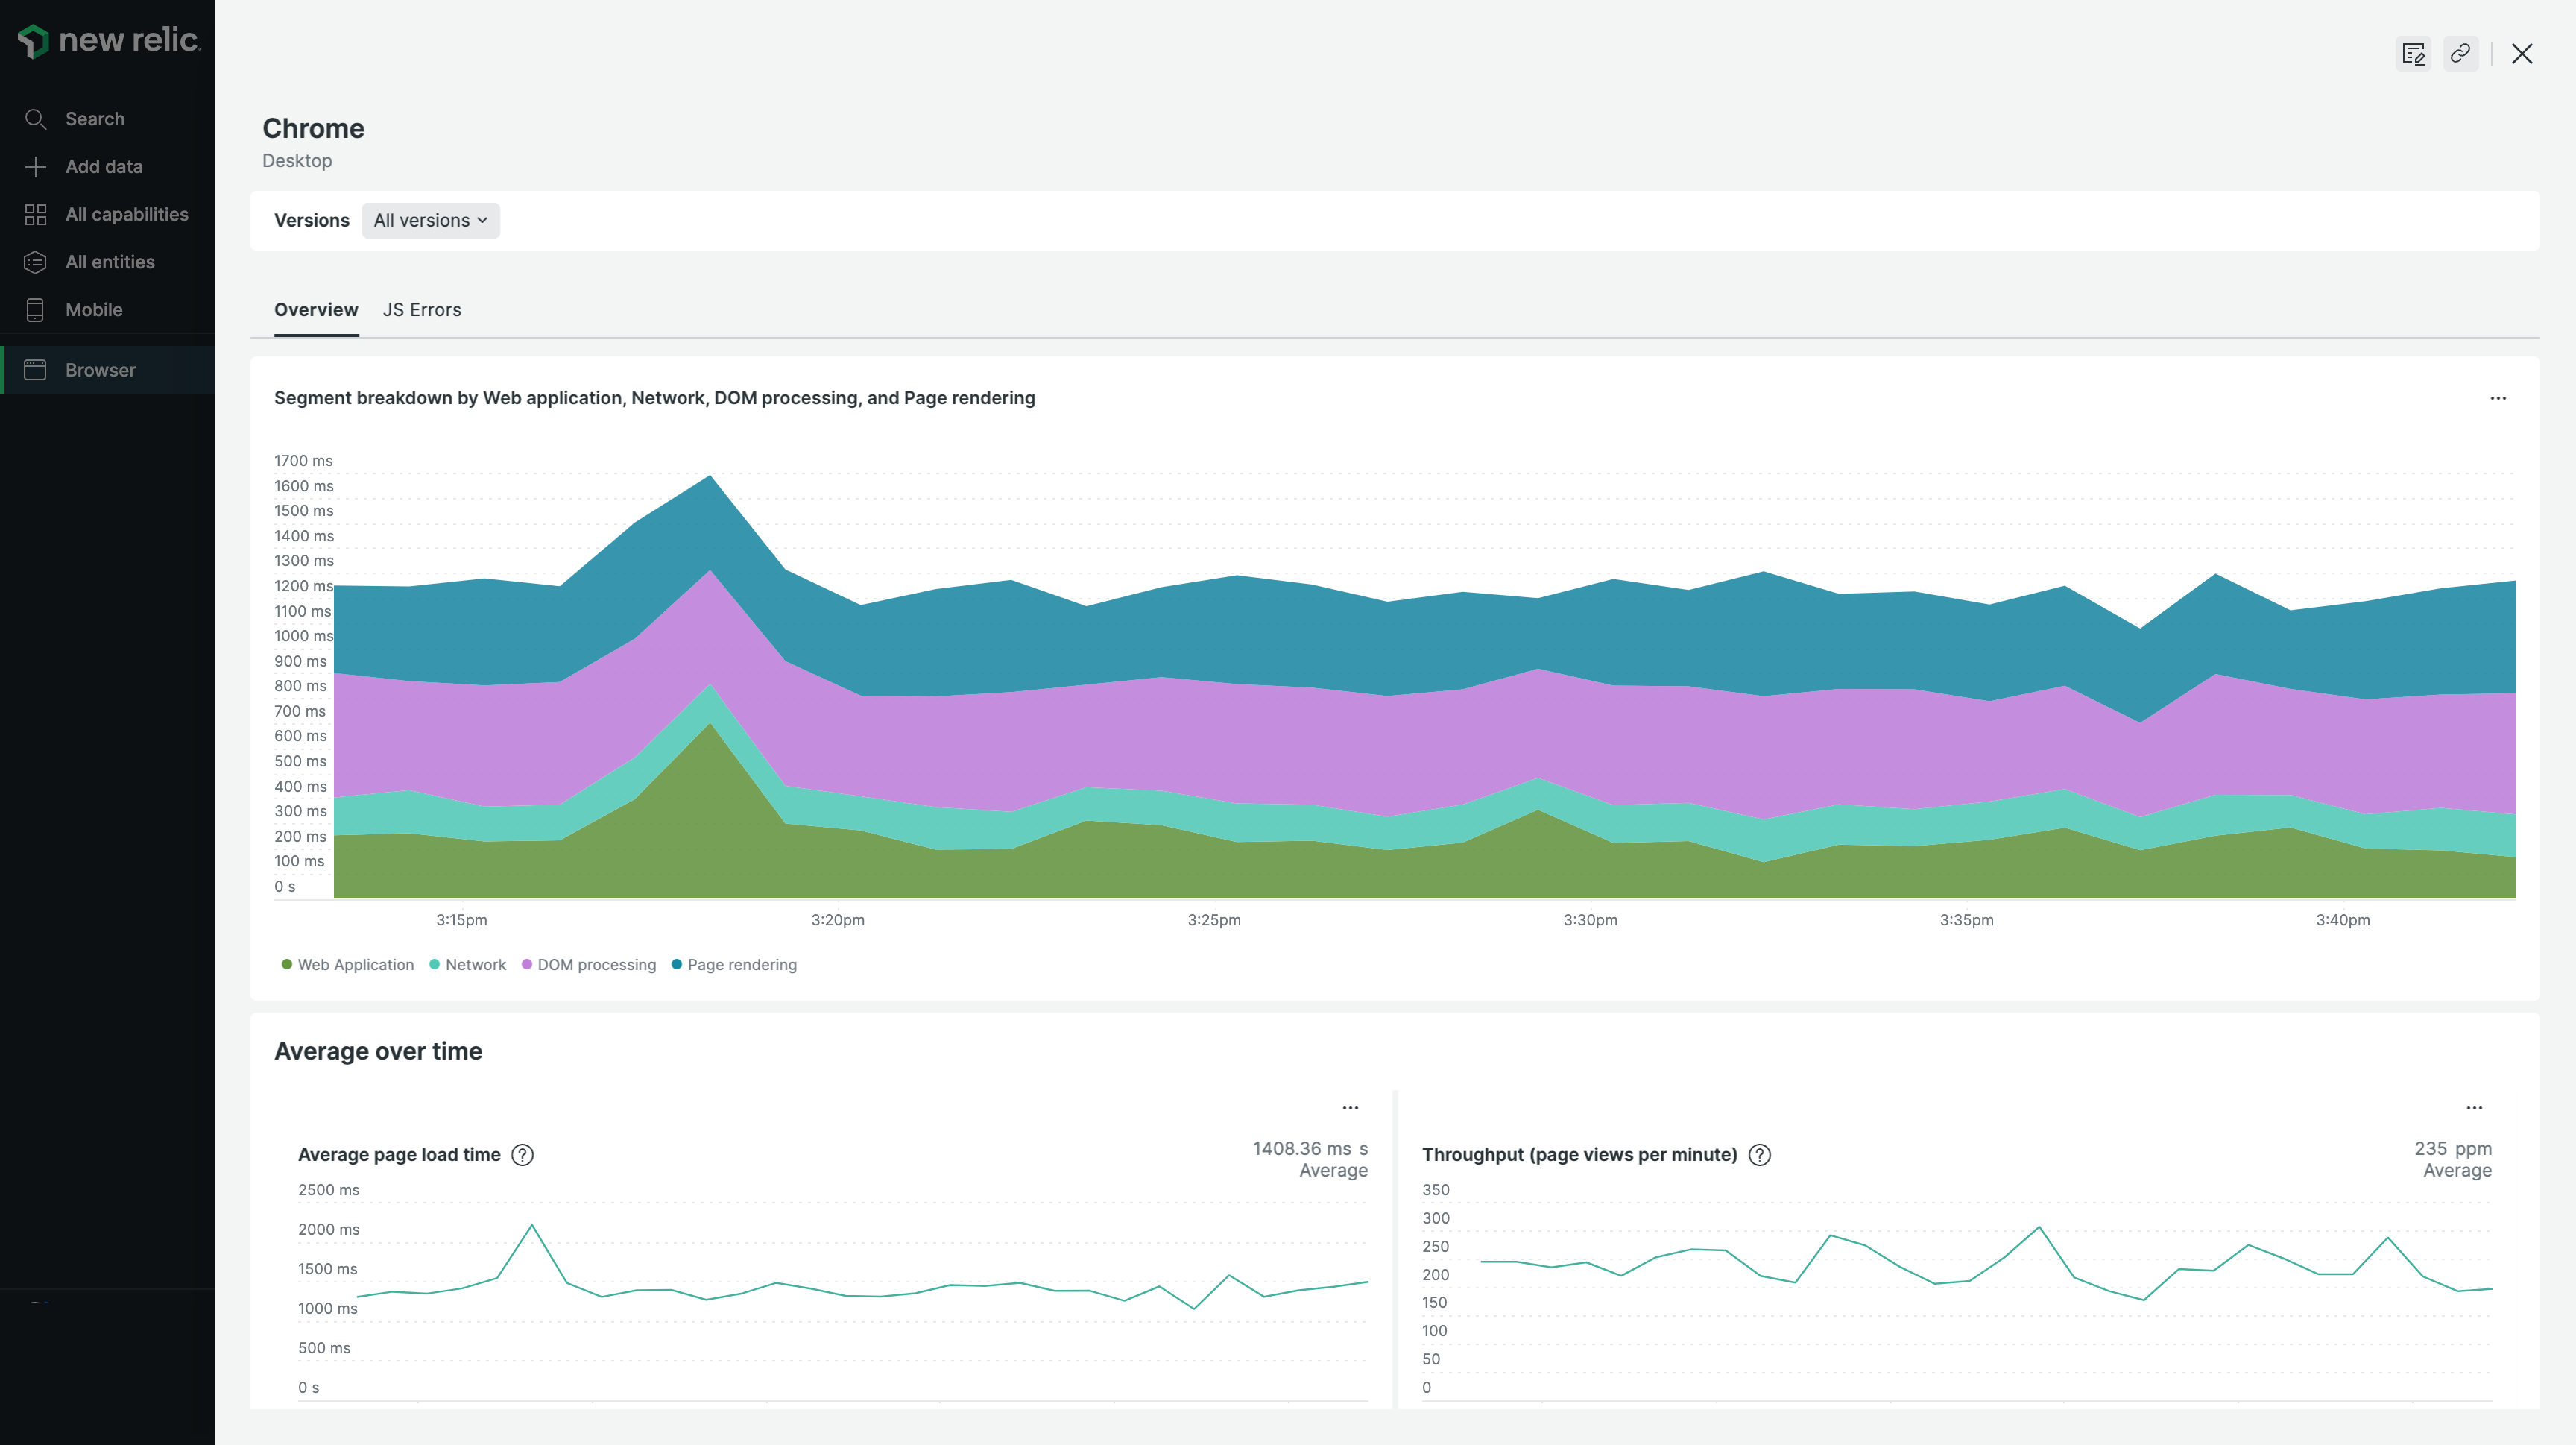 new relic.
Search
Add data
All capabilities
All entities
Mobile
Browser
Chrome
Desktop
Versions All versions
Overview JS Errors
Segment breakdown by Web application, Network, DOM processing, and Page rendering
1700 ms
1600 ms
1500 ms
1400 ms
1300 ms
1200 ms
1100 ms
1000 ms
900 ms
800 ms
700 ms
600 ms
500 ms
400 ms
300 ms
200 ms
100 ms
0 s
3:15pm 3:20pm 3:25pm 3:30pm 3:35pm 3:40pm
Web Application Network DOM processing Page rendering
Average over time
Average page load time ?
1408.36 ms s
Average
2500 ms
2000 ms
1500 ms
1000 ms
500 ms
0 s
Throughput (page views per minute) ?
235 ppm
Average
350
300
250
200
150
100
50
0